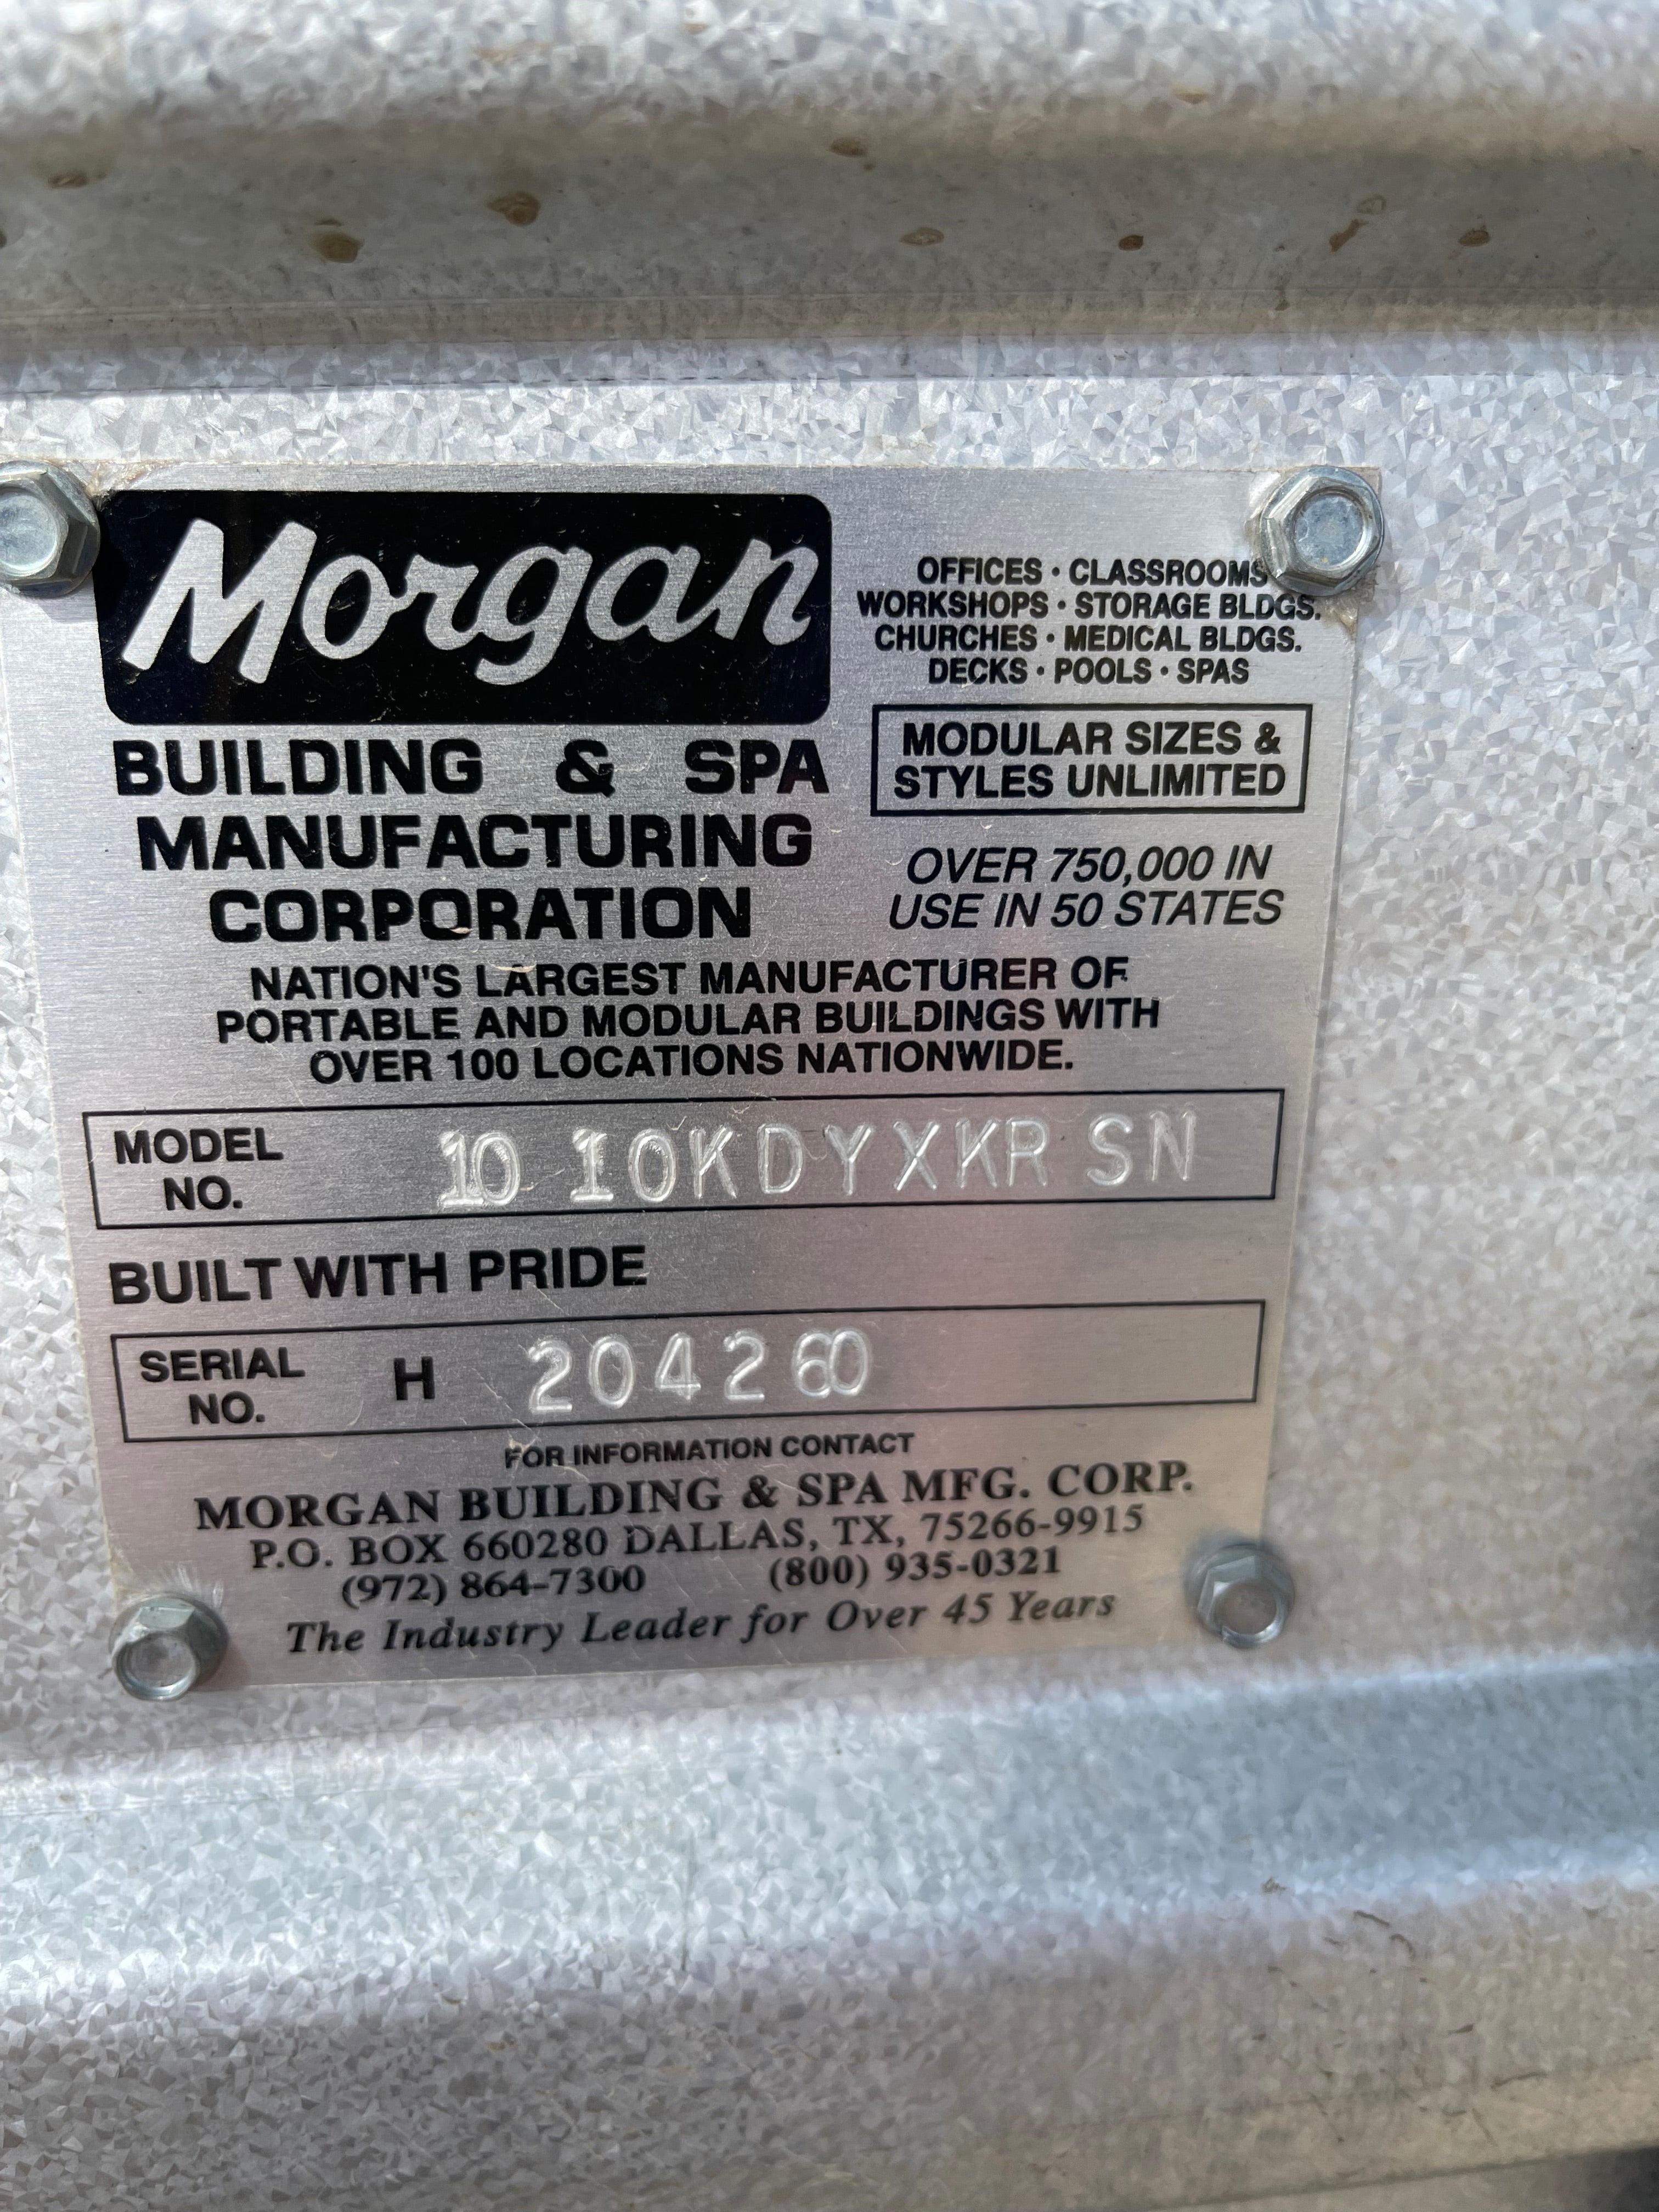 Morgan
BUILDING & SPA
MANUFACTURING
CORPORATION
OFFICES • CLASSROOMS
WORKSHOPS • STORAGE BLDGS.
CHURCHES • MEDICAL BLDGS.
DECKS • POOLS • SPAS
MODULAR SIZES &
STYLES UNLIMITED
OVER 750,000 IN
USE IN 50 STATES
NATION'S LARGEST MANUFACTURER OF
PORTABLE AND MODULAR BUILDINGS WITH
OVER 100 LOCATIONS NATIONWIDE.
MODEL
NO.
10 10KDYXKR SN
BUILT WITH PRIDE
SERIAL
NO.
H 204260
FOR INFORMATION CONTACT
MORGAN BUILDING & SPA MFG. CORP.
P.O. BOX 660280 DALLAS, TX, 75266-9915
(972) 864-7300 (800) 935-0321
The Industry Leader for Over 45 Years